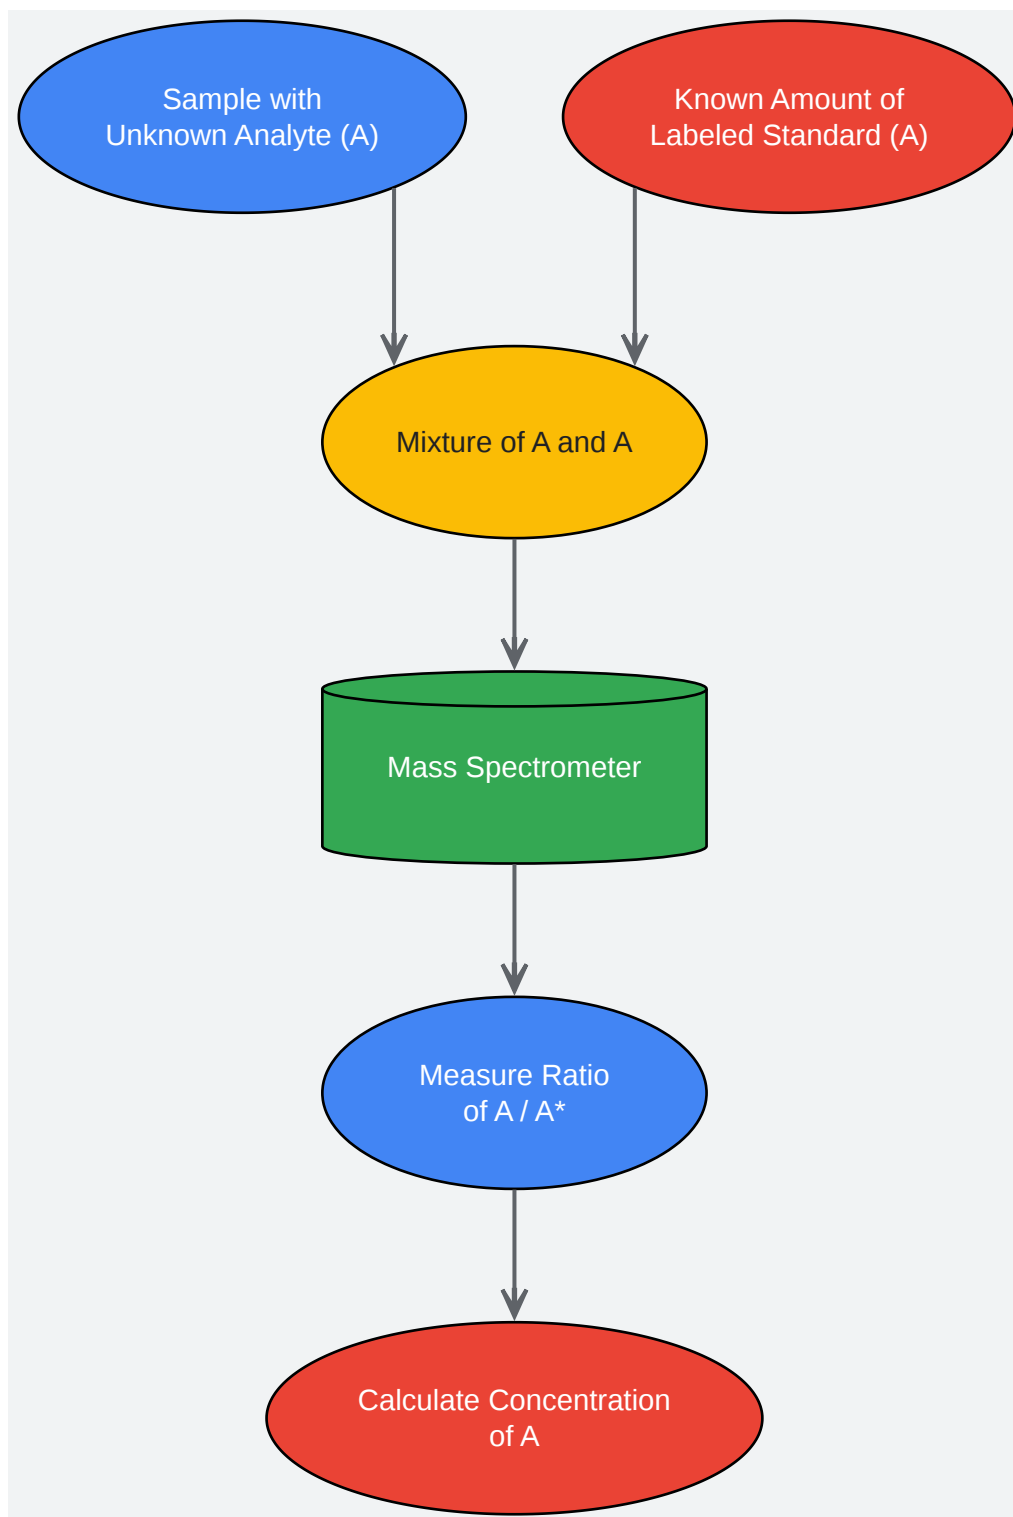 Sample with
Unknown Analyte (A)
Known Amount of
Labeled Standard (A)
Mixture of A and A
Mass Spectrometer
Measure Ratio
of A / A*
Calculate Concentration
of A